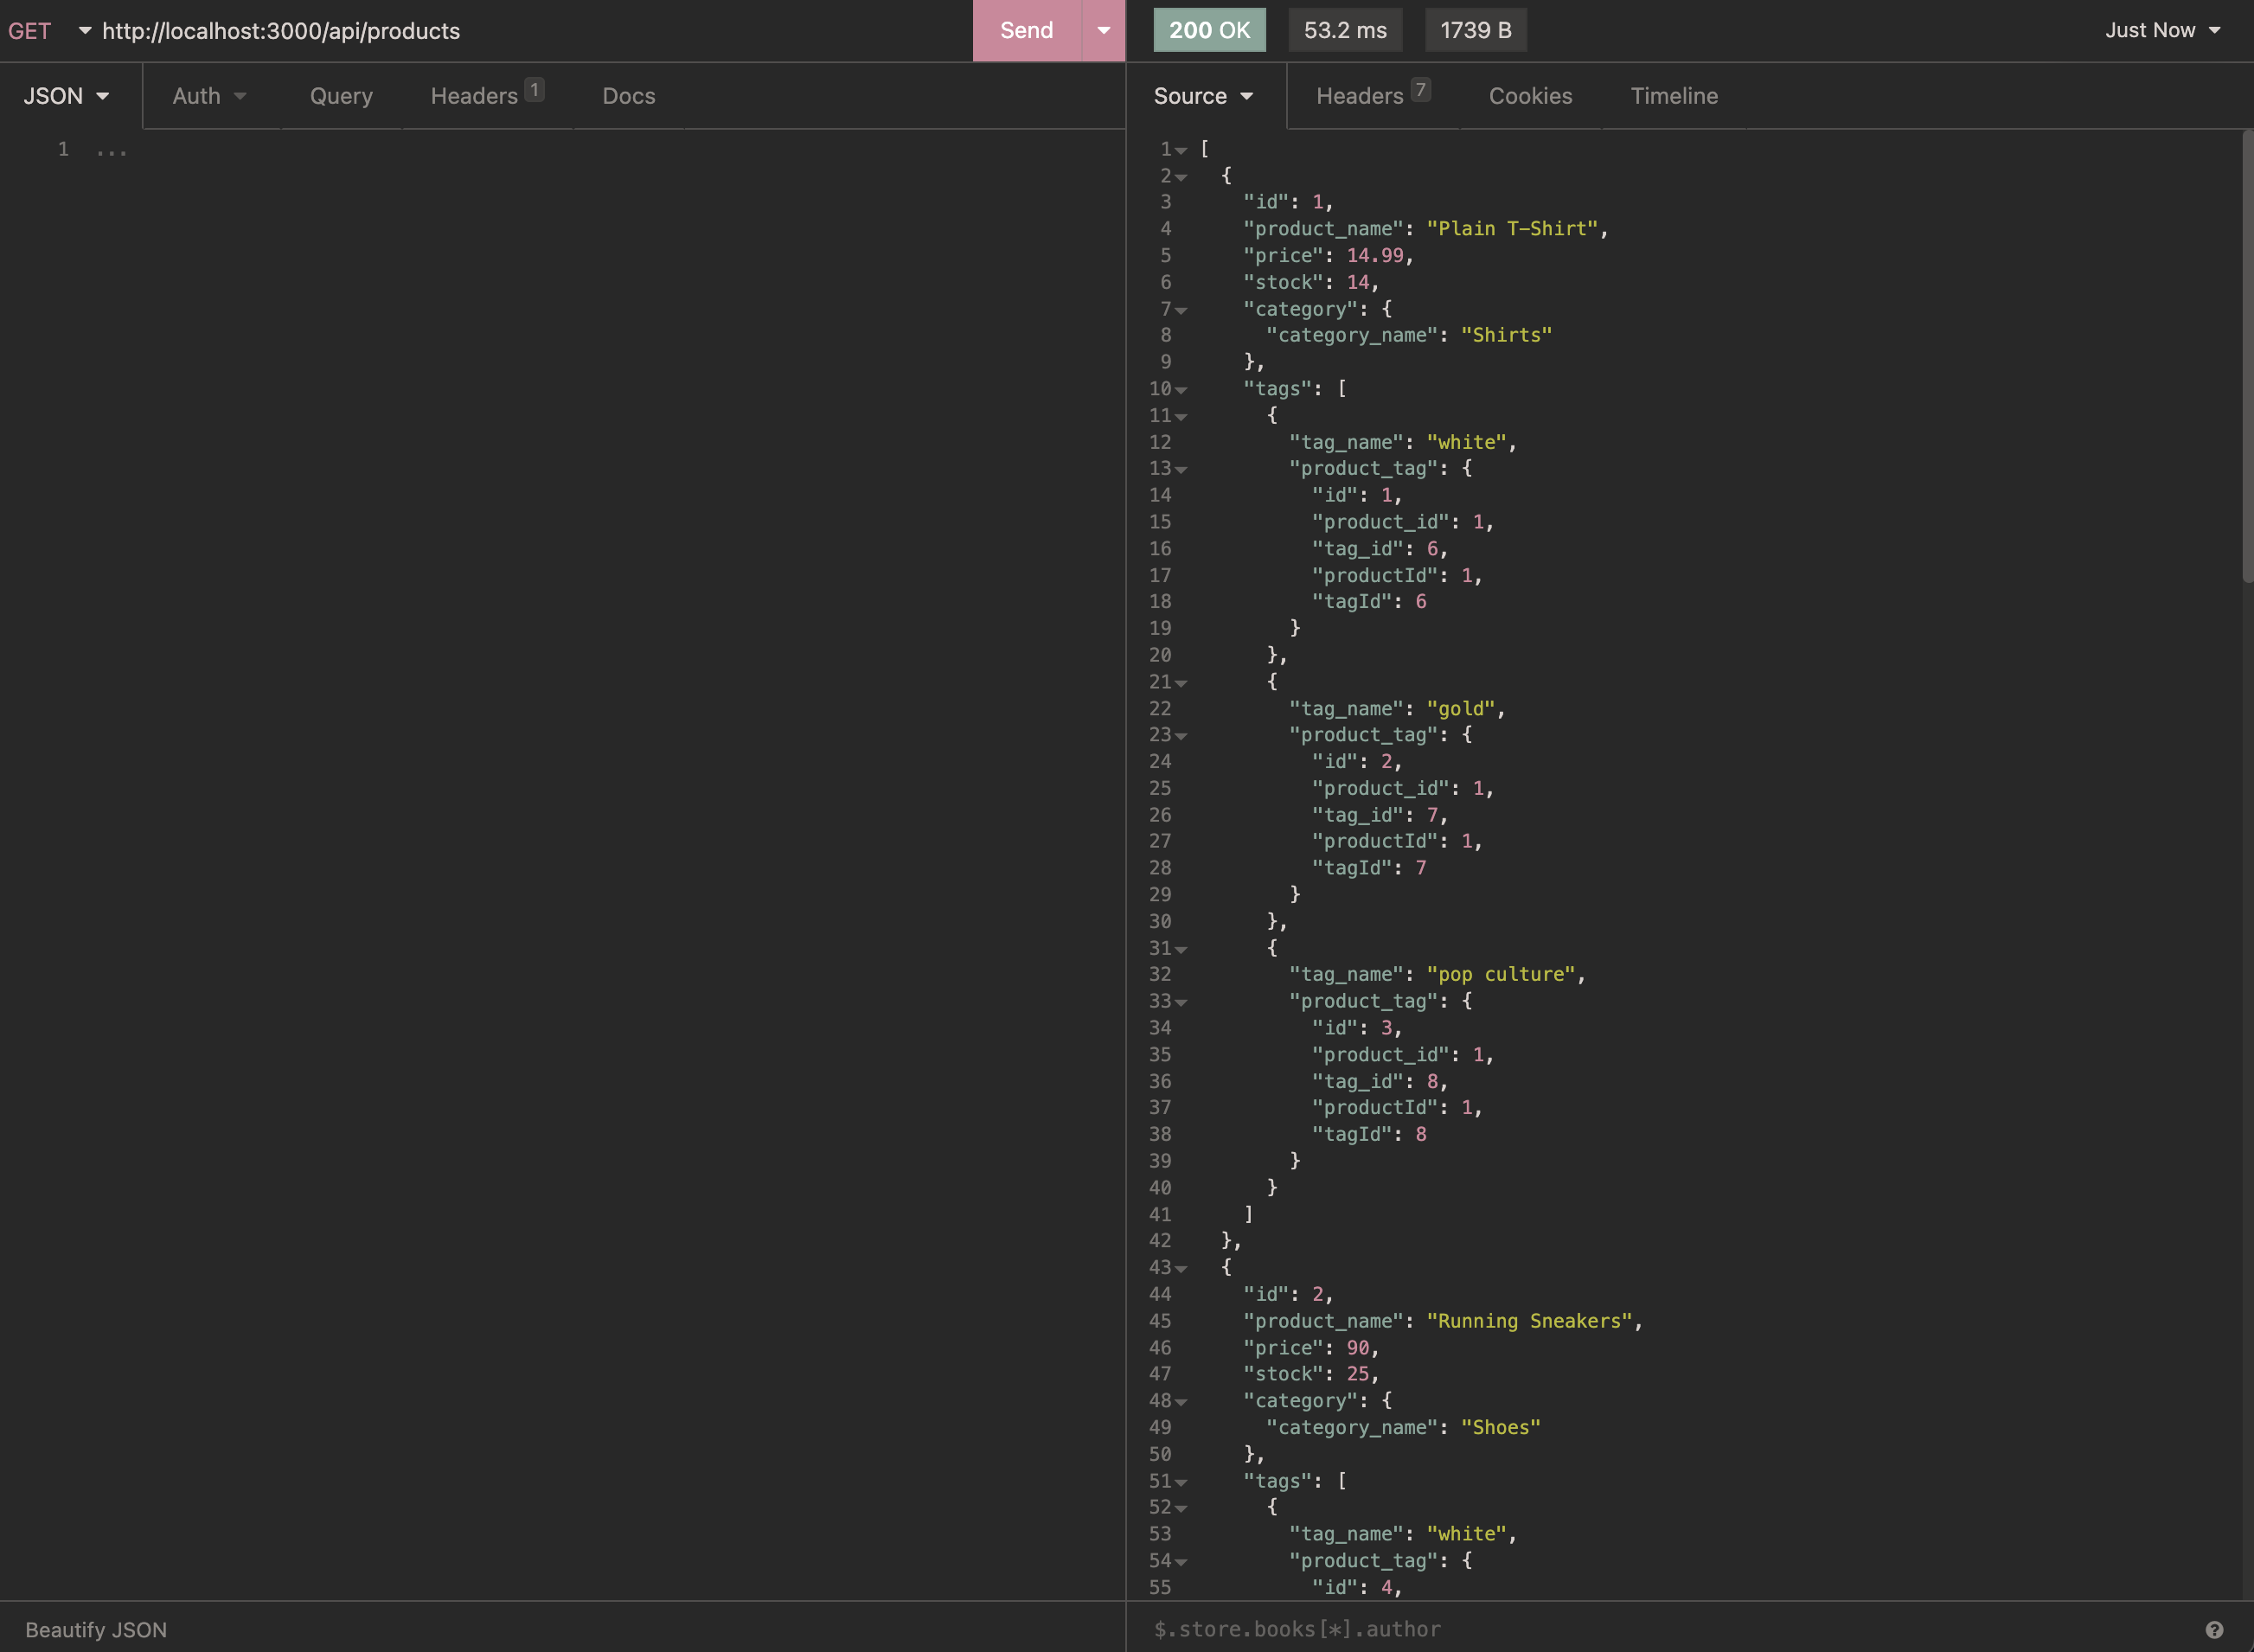 GET http://localhost:3000/api/products Send 200 OK 53.2 ms 1739 B Just Now
JSON Auth Query Headers 1 Docs
1 ...
Source Headers 7 Cookies Timeline
1 [
2 {
3 "id": 1,
4 "product_name": "Plain T-Shirt",
5 "price": 14.99,
6 "stock": 14,
7 "category": {
8 "category_name": "Shirts"
9 },
10 "tags": [
11 {
12 "tag_name": "white",
13 "product_tag": {
14 "id": 1,
15 "product_id": 1,
16 "tag_id": 6,
17 "productId": 1,
18 "tagId": 6
19 }
20 },
21 {
22 "tag_name": "gold",
23 "product_tag": {
24 "id": 2,
25 "product_id": 1,
26 "tag_id": 7,
27 "productId": 1,
28 "tagId": 7
29 }
30 },
31 {
32 "tag_name": "pop culture",
33 "product_tag": {
34 "id": 3,
35 "product_id": 1,
36 "tag_id": 8,
37 "productId": 1,
38 "tagId": 8
39 }
40 }
41 ]
42 },
43 {
44 "id": 2,
45 "product_name": "Running Sneakers",
46 "price": 90,
47 "stock": 25,
48 "category": {
49 "category_name": "Shoes"
50 },
51 "tags": [
52 {
53 "tag_name": "white",
54 "product_tag": {
55 "id": 4,
Beautify JSON
$.store.books[*].author ?